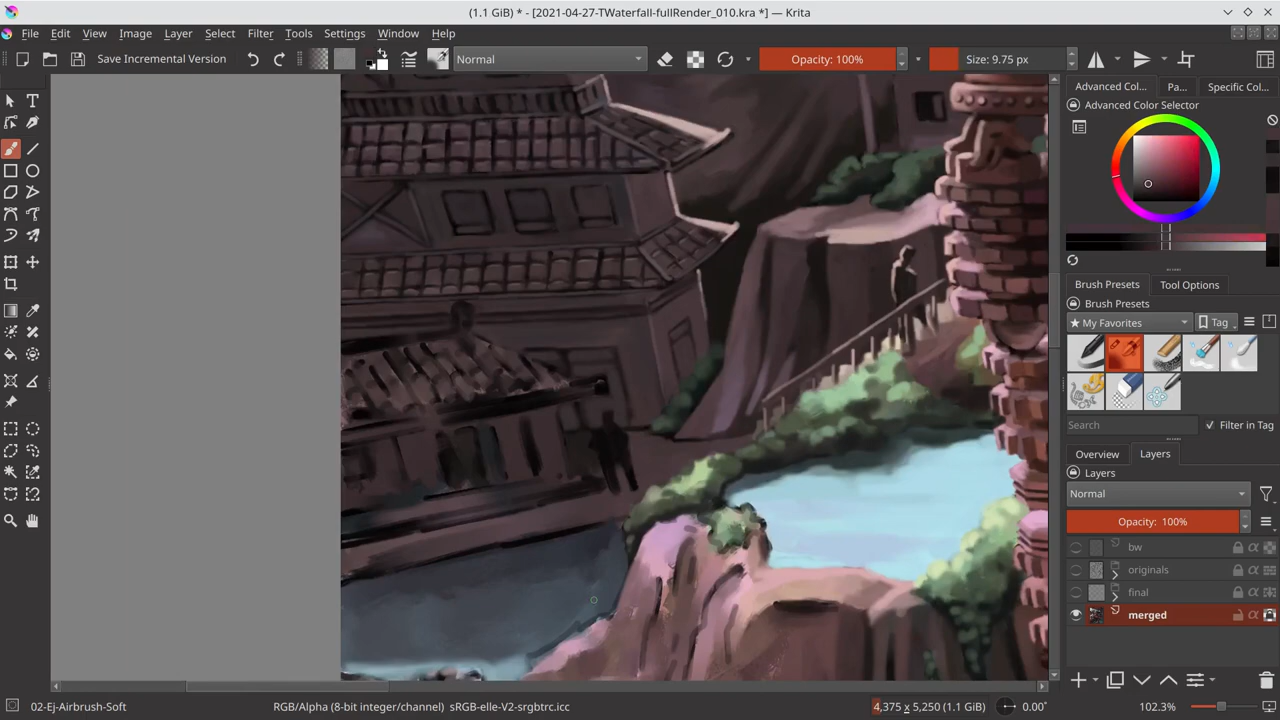 (1.1 GiB) * - [2021-04-27-TWaterfall-fullRender_010.kra *] — Krita
File Edit View Image Layer Select Filter Tools Settings Window Help
Save Incremental Version
Normal
Opacity: 100%
Size: 9.75 px
Advanced Col... Pa... Specific Col...
Advanced Color Selector
Brush Presets Tool Options
Brush Presets
★ My Favorites
Tag
Search
Filter in Tag
Overview Layers
Layers
Normal
Opacity: 100%
bw
originals
final
merged
02-Ej-Airbrush-Soft
RGB/Alpha (8-bit integer/channel) sRGB-elle-V2-srgbtrc.icc
4,375 x 5,250 (1.1 GiB)
0.00°
102.3%